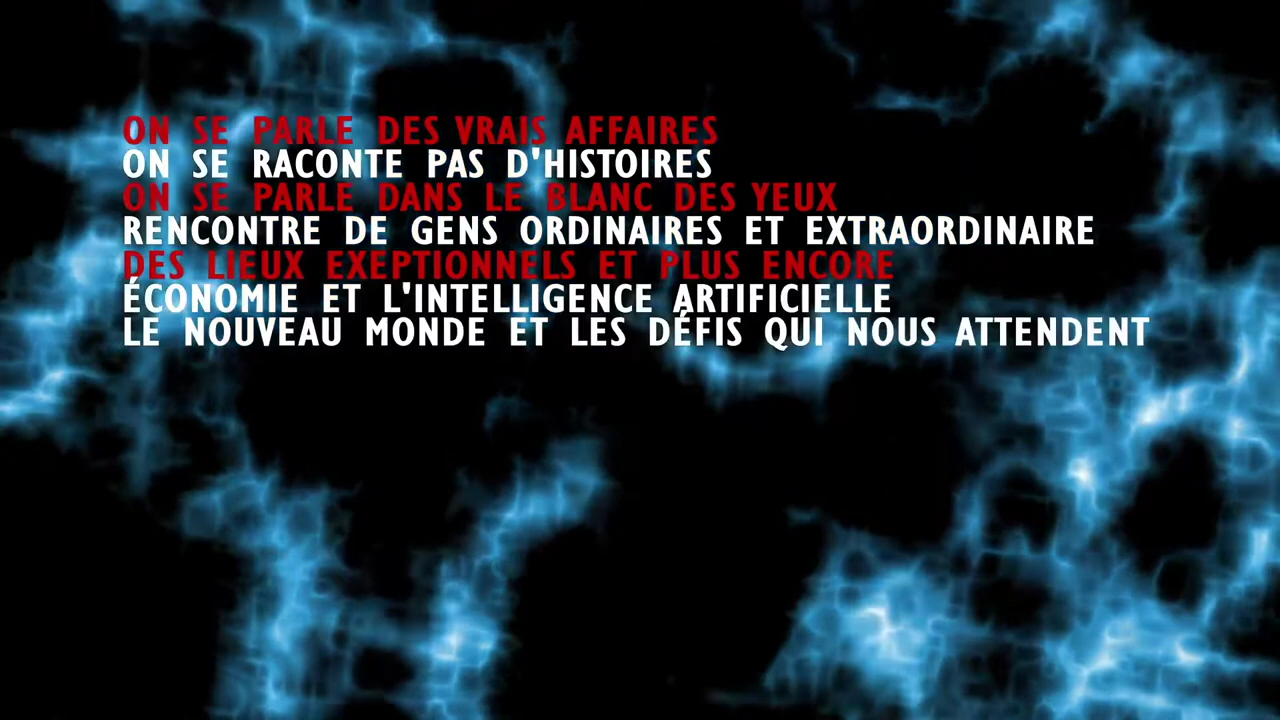 ON SE PARLE DES VRAIS AFFAIRES
ON SE RACONTE PAS D'HISTOIRES
ON SE PARLE DANS LE BLANC DES YEUX
RENCONTRE DE GENS ORDINAIRES ET EXTRAORDINAIRE
DES LIEUX EXEPTIONNELS ET PLUS ENCORE
ÉCONOMIE ET L'INTELLIGENCE ARTIFICIELLE
LE NOUVEAU MONDE ET LES DÉFIS QUI NOUS ATTENDENT